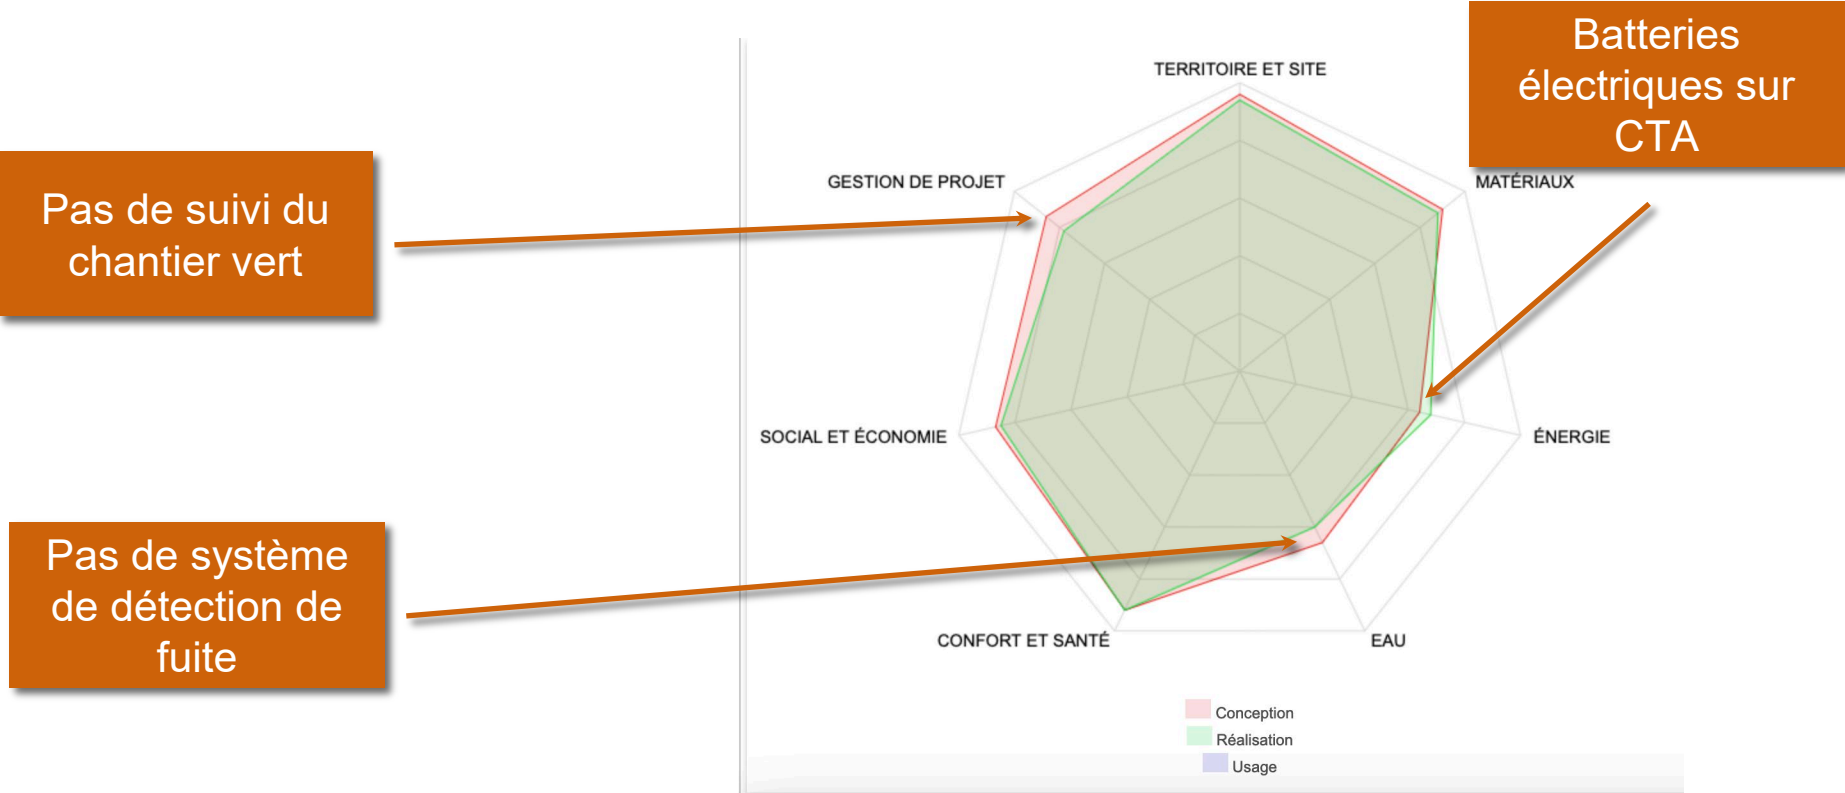 Batteries
électriques sur
CTA
TERRITOIRE ET SITE
GESTION DE PROJET
MATÉRIAUX
Pas de suivi du
chantier vert
SOCIAL ET ÉCONOMIE
ÉNERGIE
Pas de système
de détection de
fuite
CONFORT ET SANTÉ
EAU
Conception
Réalisation
Usage